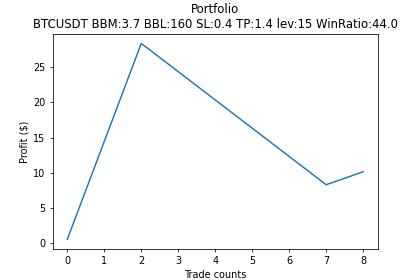 Portfolio
BTCUSDT BBM:3.7 BBL:160 SL:0.4 TP:1.4 lev:15 WinRatio:44.0
Profit ($)
25
20
15
10
5
0
0 1 2 3 4 5 6 7 8
Trade counts